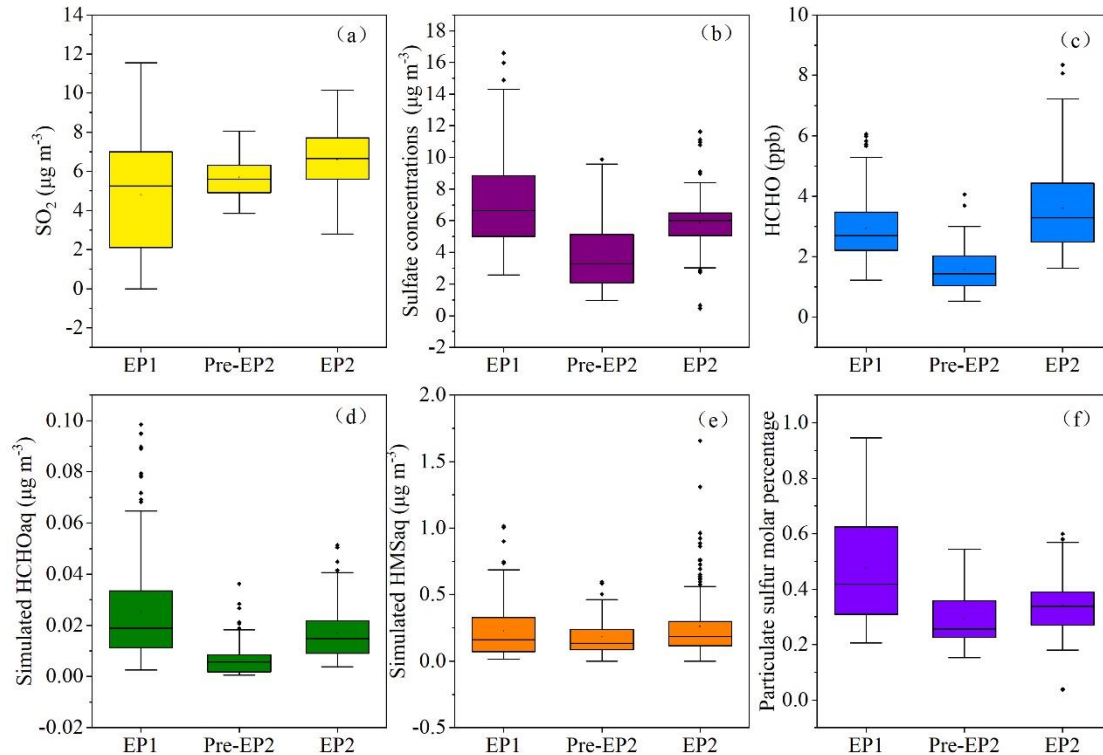 14
12
10
8
6
4
2
0
-2
SO2 (μg m-3)
(a)
EP1 Pre-EP2 EP2
18
16
14
12
10
8
6
4
2
0
-2
Sulfate concentrations (μg m-3)
(b)
EP1 Pre-EP2 EP2
10
8
6
4
2
0
HCHO (ppb)
(c)
EP1 Pre-EP2 EP2
0.10
0.08
0.06
0.04
0.02
0.00
-0.02
Simulated HCHOaq (μg m-3)
(d)
EP1 Pre-EP2 EP2
2.0
1.5
1.0
0.5
0.0
-0.5
Simulated HMSaq (μg m-3)
(e)
EP1 Pre-EP2 EP2
1.0
0.8
0.6
0.4
0.2
0.0
Particulate sulfur molar percentage
(f)
EP1 Pre-EP2 EP2